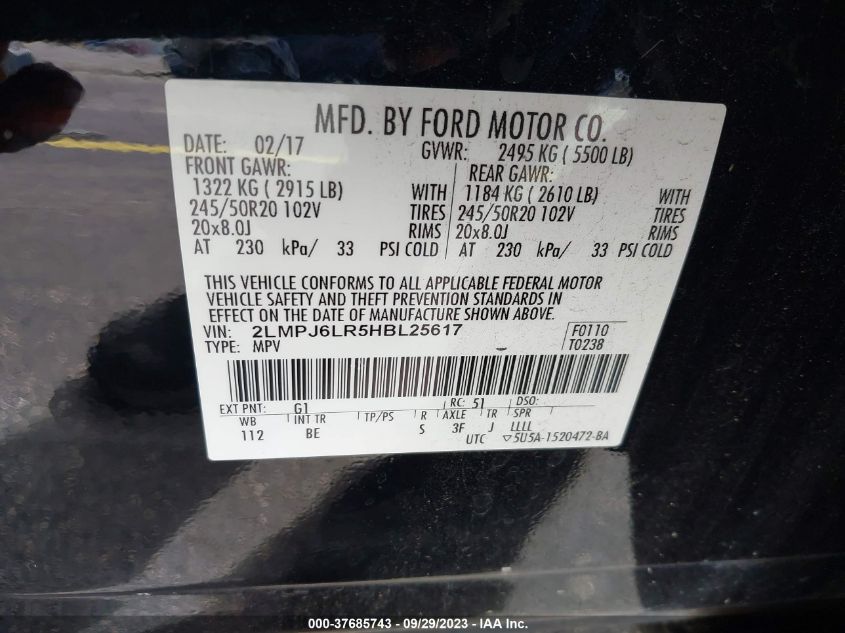 MFD. BY FORD MOTOR CO.
DATE: 02/17 GVWR: 2495 KG ( 5500 LB)
FRONT GAWR: REAR GAWR:
1322 KG ( 2915 LB) WITH 1184 KG ( 2610 LB) WITH
245/50R20 102V TIRES 245/50R20 102V TIRES
20x8.0J RIMS 20x8.0J RIMS
AT 230 kPa/ 33 PSI COLD AT 230 kPa/ 33 PSI COLD
THIS VEHICLE CONFORMS TO ALL APPLICABLE FEDERAL MOTOR
VEHICLE SAFETY AND THEFT PREVENTION STANDARDS IN
EFFECT ON THE DATE OF MANUFACTURE SHOWN ABOVE.
VIN: 2LMPJ6LR5HBL25617 F0110
TYPE: MPV T0238
EXT PNT: G1 RC: 51 DSO:
WB INT TR TP/PS R AXLE TR SPR
112 BE S 3F J LLLL
UTC ▽5U5A-1520472-BA
000-37685743 - 09/29/2023 - IAA Inc.